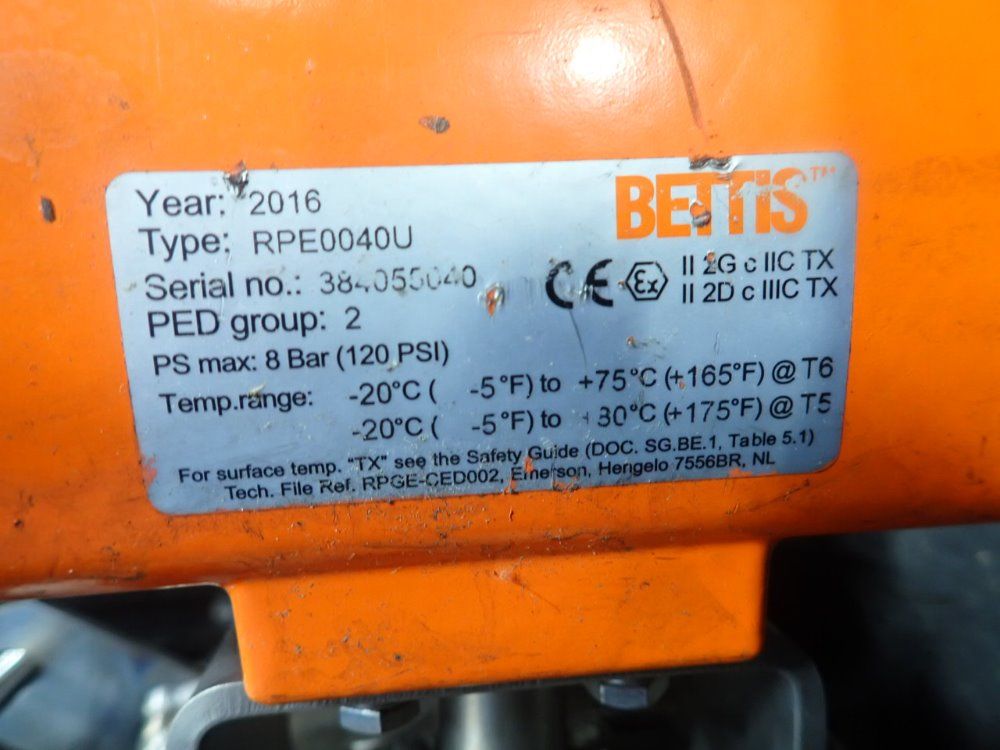 Year: 2016
BETTIS™
Type: RPE0040U
Serial no.:
CE Ex II 2G c IIC TX
II 2D c IIIC TX
PED group: 2
PS max: 8 Bar (120 PSI)
Temp.range: -20°C ( -5°F) to +75°C (+165°F) @ T6
-20°C ( -5°F) to +80°C (+175°F) @ T5
For surface temp. "TX" see the Safety Guide (DOC. SG.BE.1, Table 5.1)
Tech. File Ref. RPGE-CED002, Emerson, Hengelo 7556BR, NL